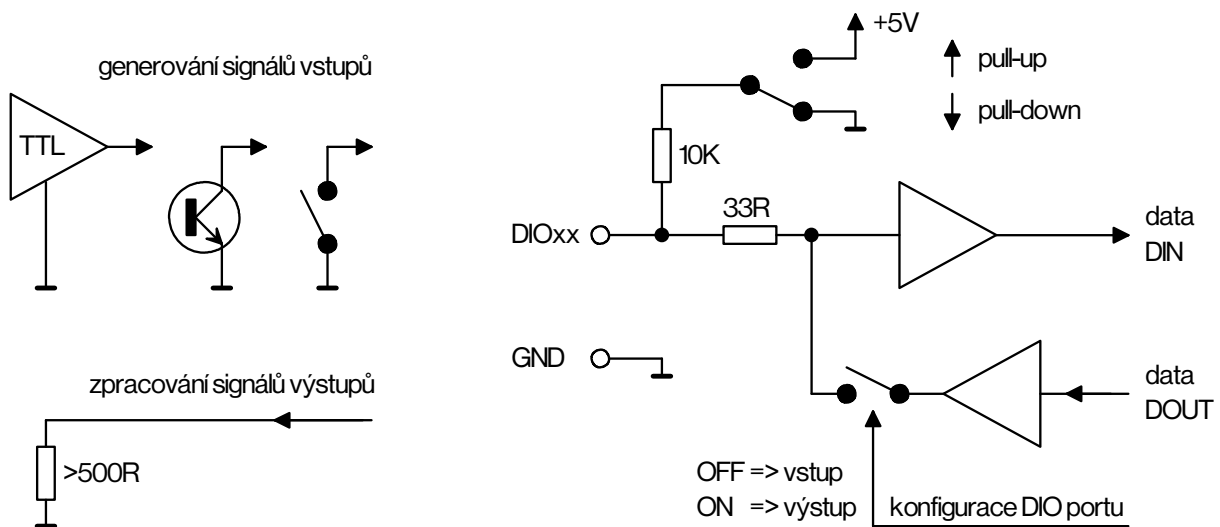 generování signálů vstupů
TTL
zpracování signálů výstupů
>500R
+5V
pull-up
pull-down
10K
33R
DIOxx
data
DIN
GND
data
DOUT
OFF => vstup
ON => výstup
konfigurace DIO portu